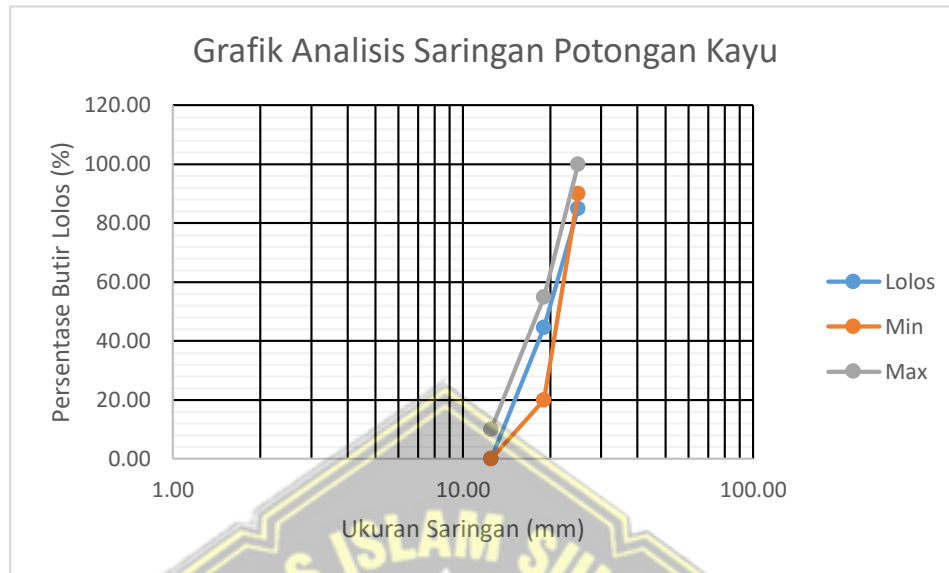 Grafik Analisis Saringan Potongan Kayu
120.00
100.00
80.00
60.00
40.00
20.00
0.00
Persentase Butir Lolos (%)
1.00 10.00 100.00
Ukuran Saringan (mm)
Lolos
Min
Max
ISLAM